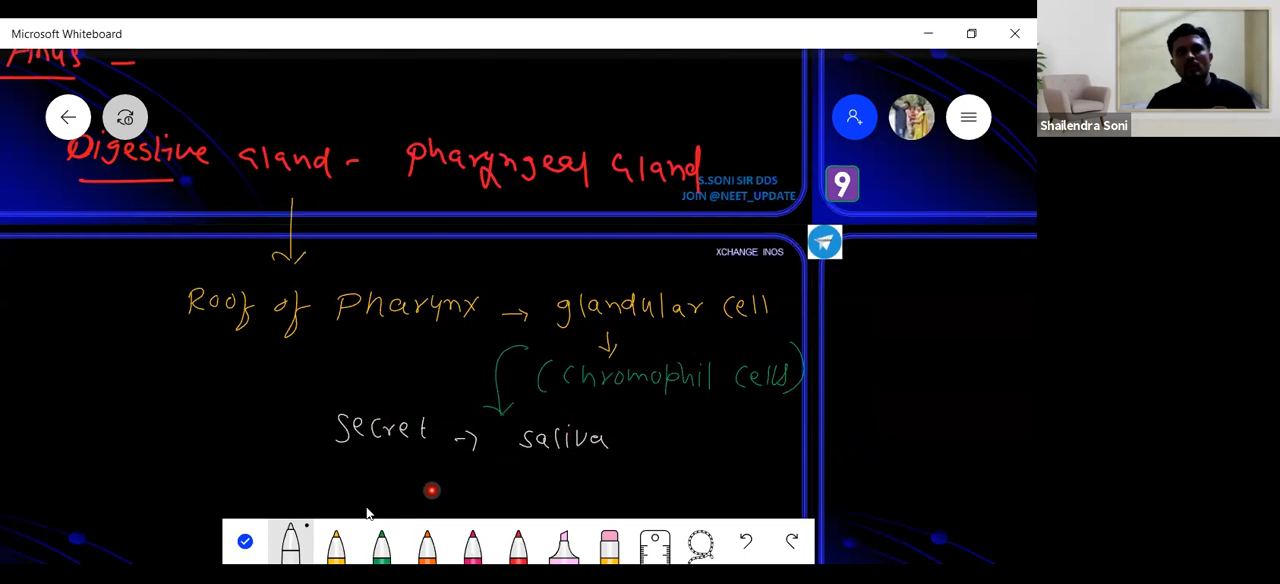 Microsoft Whiteboard
Anus -
Digestive Gland - Pharyngeal Gland
S.SONI SIR DDS
JOIN @NEET_UPDATE
9
Shailendra Soni
XCHANGE INOS
Roof of Pharynx → glandular cell
↓
(Chromophil cells)
Secret → saliva